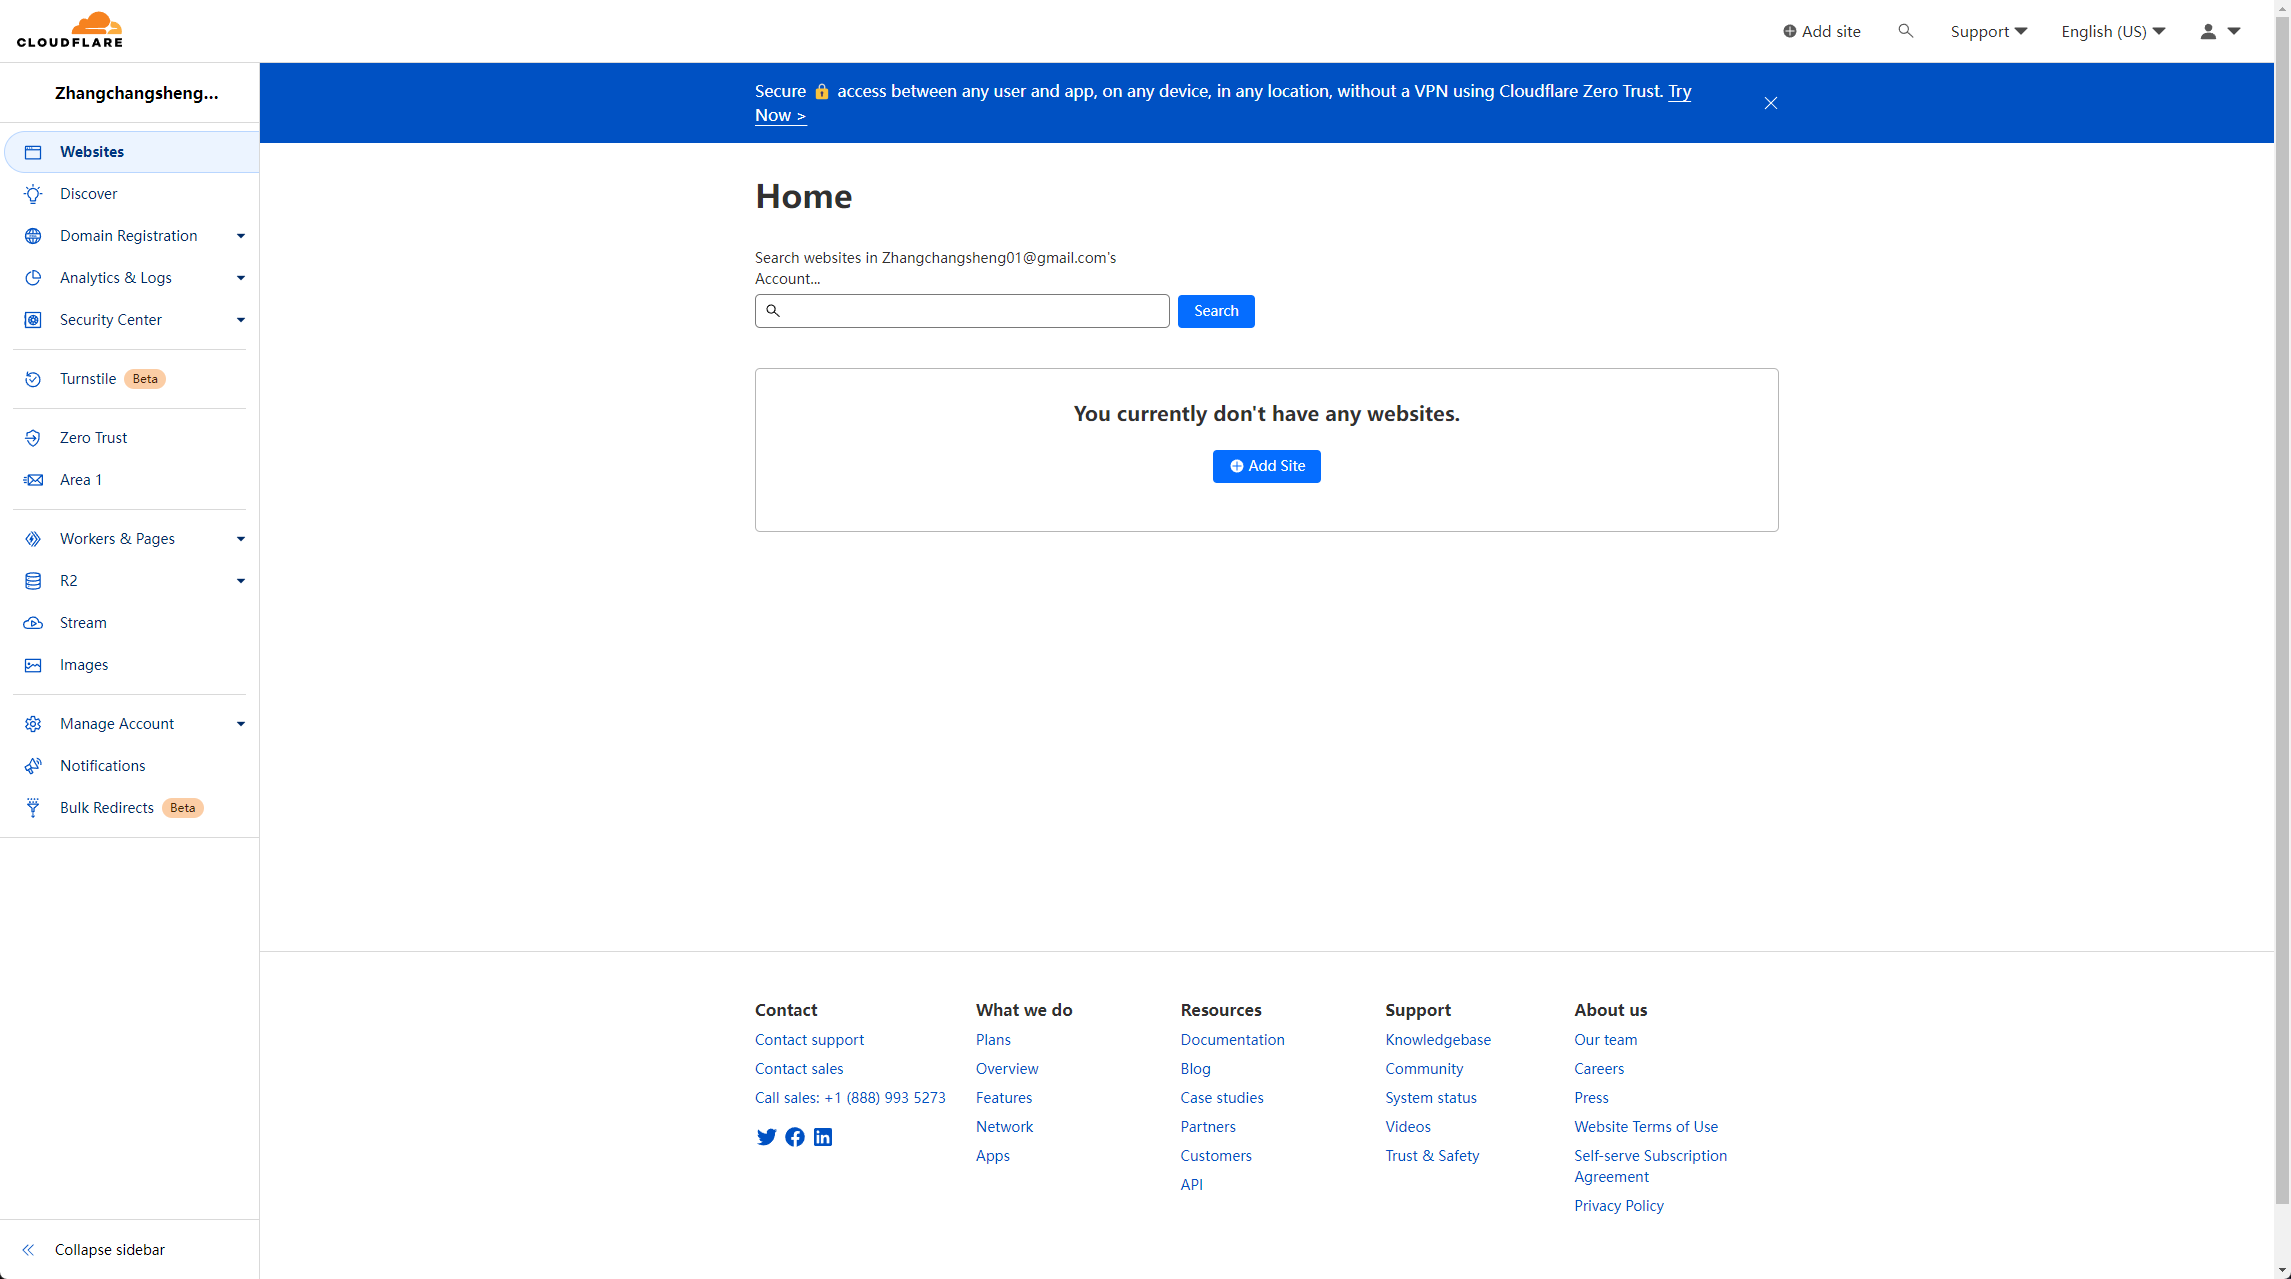 CLOUDFLARE
Add site
Support
English (US)
Zhangchangsheng...
Secure 🔒 access between any user and app, on any device, in any location, without a VPN using Cloudflare Zero Trust. Try
Now >
Websites
Discover
Domain Registration
Analytics & Logs
Security Center
Turnstile Beta
Zero Trust
Area 1
Workers & Pages
R2
Stream
Images
Manage Account
Notifications
Bulk Redirects Beta
Collapse sidebar
Home
Search websites in Zhangchangsheng01@gmail.com's
Account...
Search
You currently don't have any websites.
Add Site
Contact
Contact support
Contact sales
Call sales: +1 (888) 993 5273
What we do
Plans
Overview
Features
Network
Apps
Resources
Documentation
Blog
Case studies
Partners
Customers
API
Support
Knowledgebase
Community
System status
Videos
Trust & Safety
About us
Our team
Careers
Press
Website Terms of Use
Self-serve Subscription
Agreement
Privacy Policy